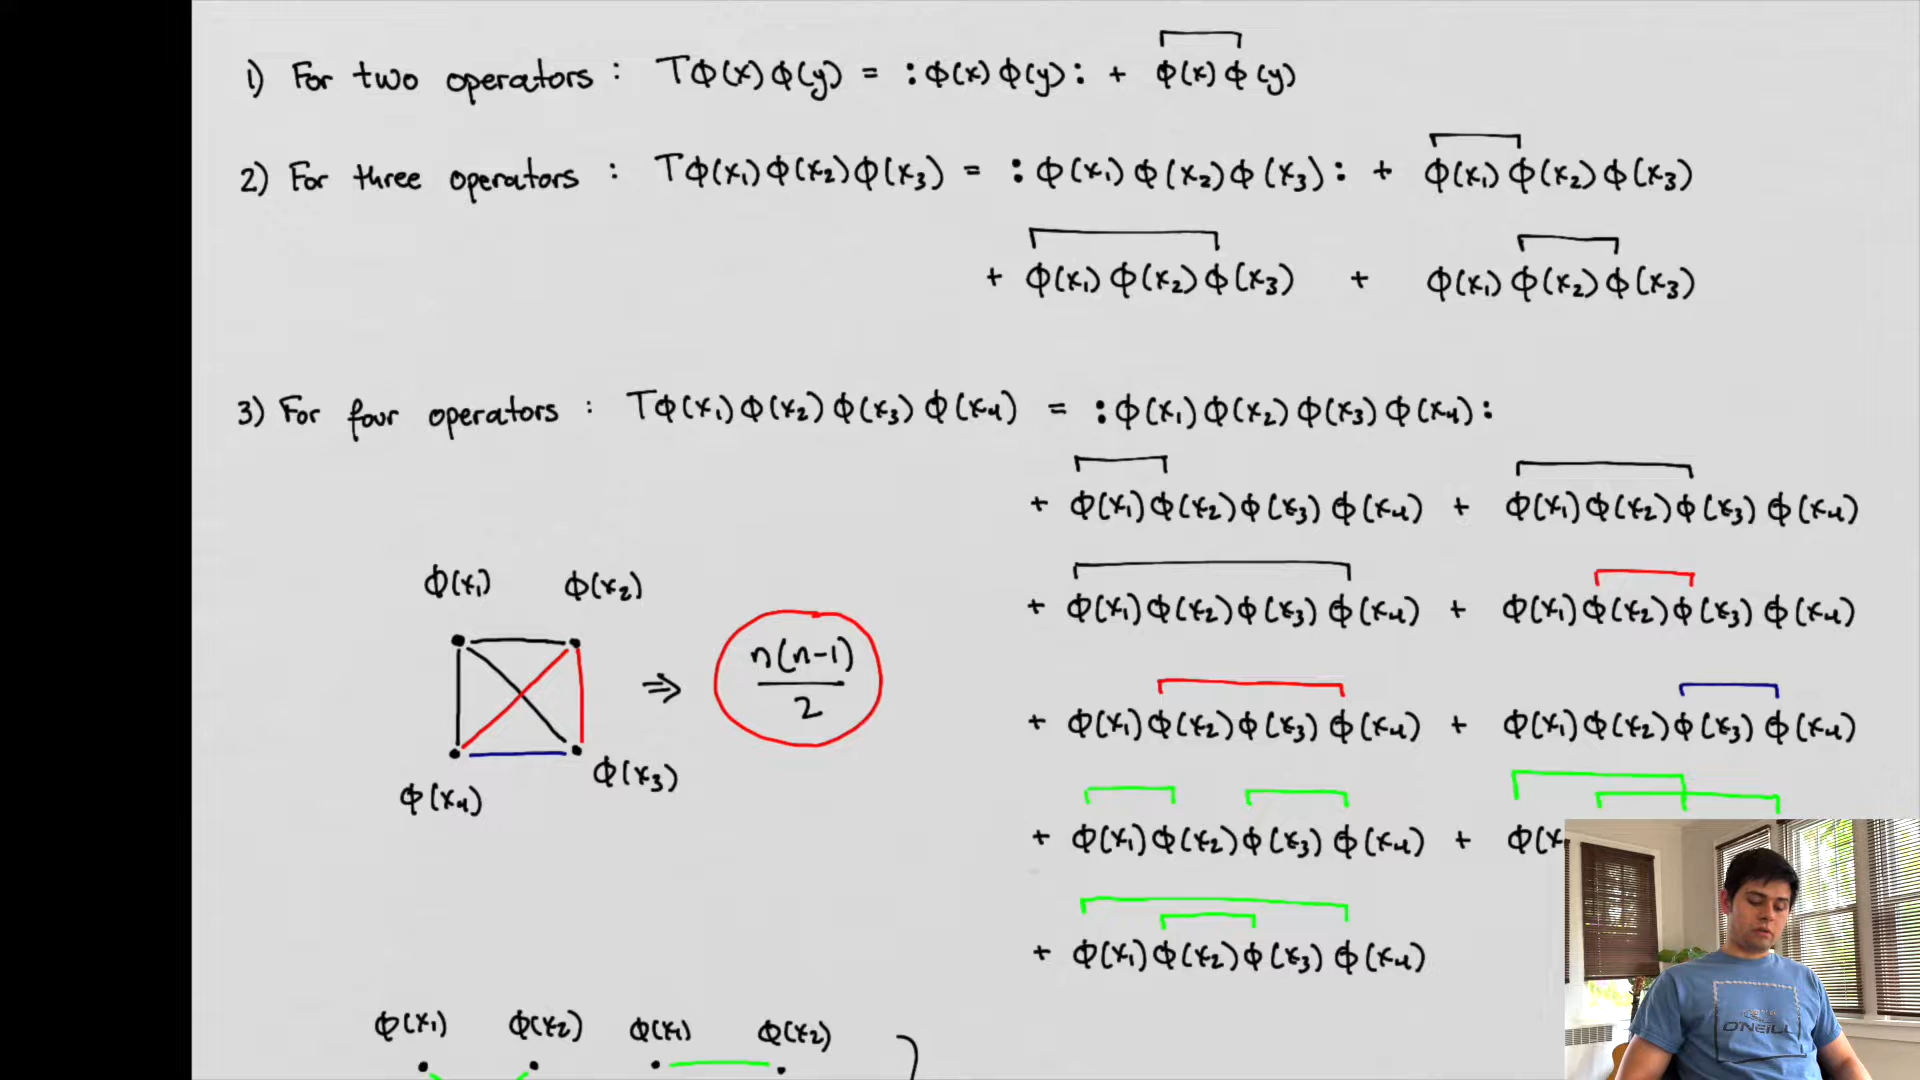 1) For two operators : Tϕ(x)ϕ(y) = :ϕ(x)ϕ(y): + ϕ(x)ϕ(y)
2) For three operators : Tϕ(x₁)ϕ(x₂)ϕ(x₃) = :ϕ(x₁)ϕ(x₂)ϕ(x₃): + ϕ(x₁)ϕ(x₂)ϕ(x₃)
+ ϕ(x₁)ϕ(x₂)ϕ(x₃) + ϕ(x₁)ϕ(x₂)ϕ(x₃)
3) For four operators : Tϕ(x₁)ϕ(x₂)ϕ(x₃)ϕ(x₄) = :ϕ(x₁)ϕ(x₂)ϕ(x₃)ϕ(x₄):
+ ϕ(x₁)ϕ(x₂)ϕ(x₃)ϕ(x₄) + ϕ(x₁)ϕ(x₂)ϕ(x₃)ϕ(x₄)
+ ϕ(x₁)ϕ(x₂)ϕ(x₃)ϕ(x₄) + ϕ(x₁)ϕ(x₂)ϕ(x₃)ϕ(x₄)
+ ϕ(x₁)ϕ(x₂)ϕ(x₃)ϕ(x₄) + ϕ(x₁)ϕ(x₂)ϕ(x₃)ϕ(x₄)
+ ϕ(x₁)ϕ(x₂)ϕ(x₃)ϕ(x₄) + ϕ(x
+ ϕ(x₁)ϕ(x₂)ϕ(x₃)ϕ(x₄)
ϕ(x₁) ϕ(x₂)
⇒ n(n-1)/2
ϕ(x₃)
ϕ(x₄)
ϕ(x₁) ϕ(x₂) ϕ(x₁) ϕ(x₂)
O'NEILL